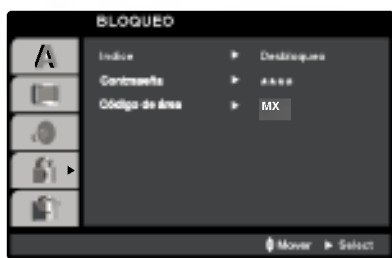 BLOQUEO
Indice ► Desbloqueo
Contraseña ► ****
Código de área ► MX
Mover ► Select